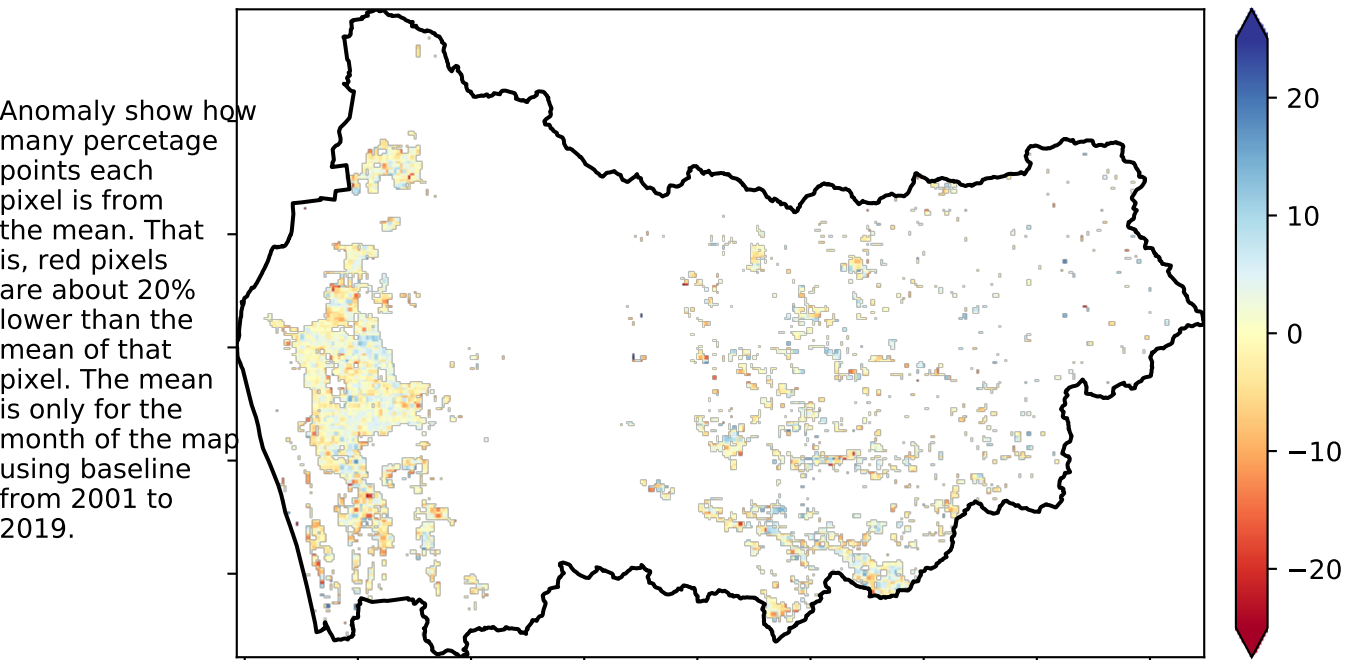 Anomaly show how
many percetage
points each
pixel is from
the mean. That
is, red pixels
are about 20%
lower than the
mean of that
pixel. The mean
is only for the
month of the map
using baseline
from 2001 to
2019.
20
10
0
−10
−20